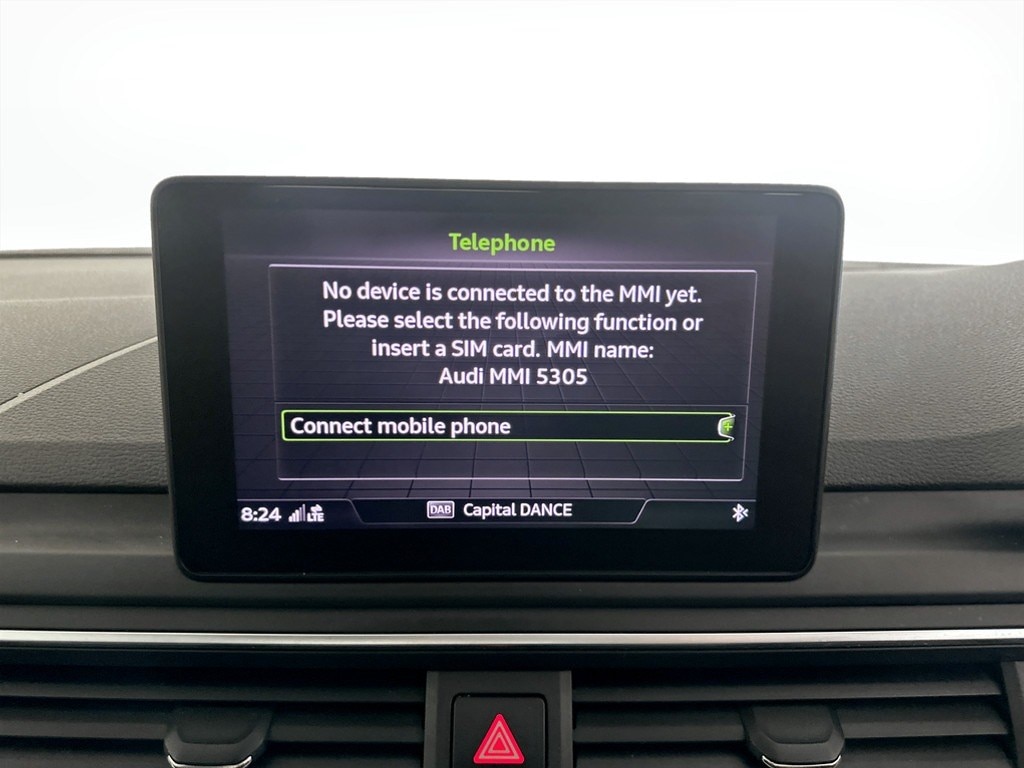 Telephone
No device is connected to the MMI yet.
Please select the following function or
insert a SIM card. MMI name:
Audi MMI 5305
Connect mobile phone
8:24 LTE DAB Capital DANCE